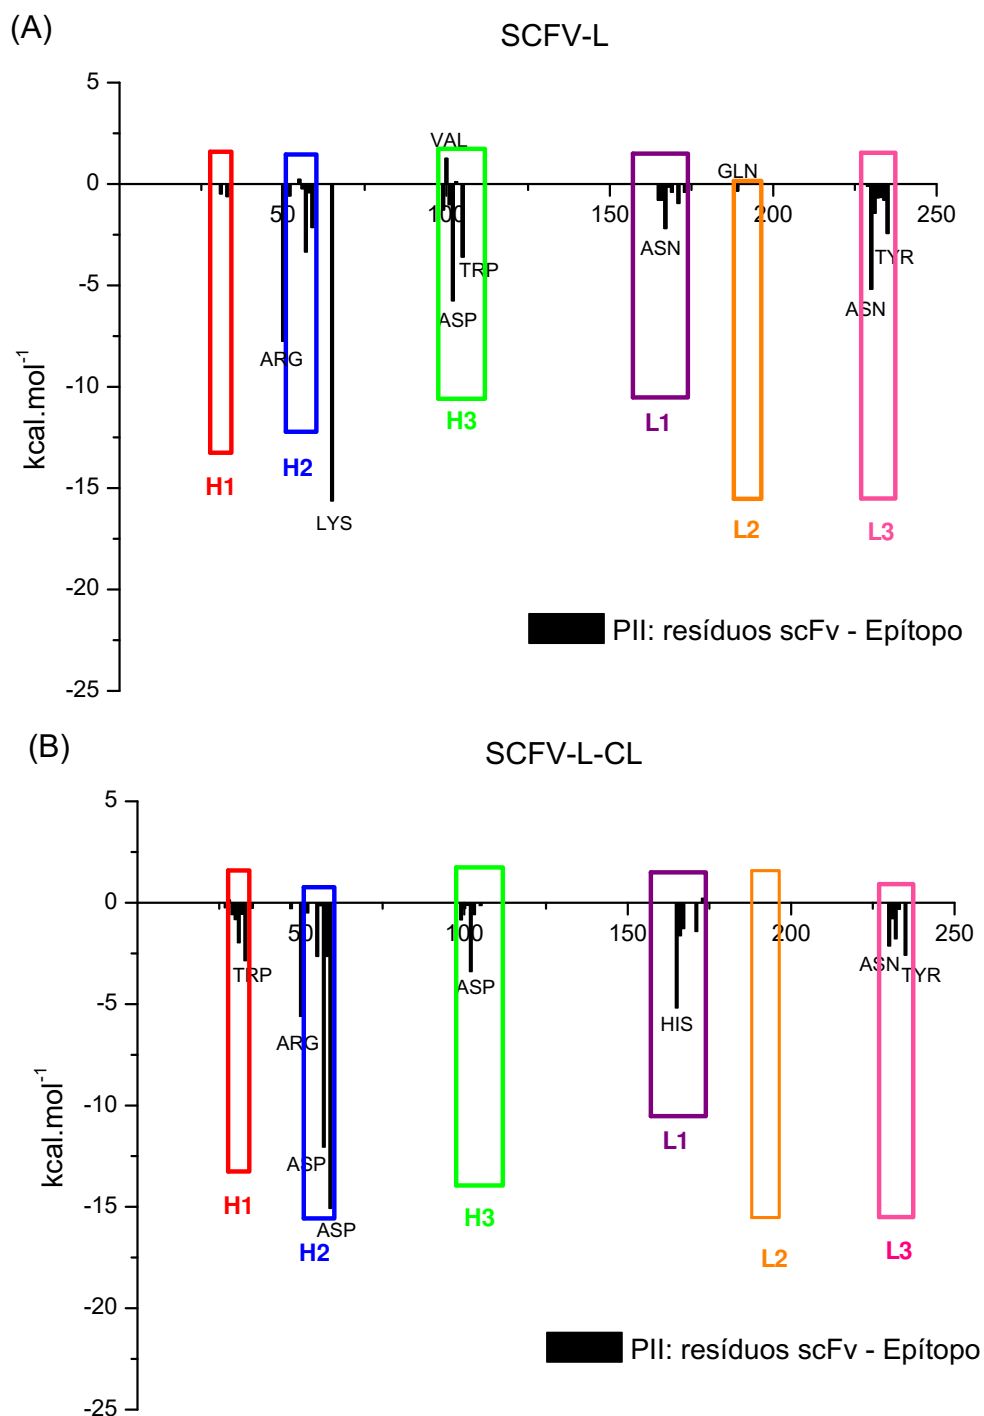 (A)
SCFV-L
5
0
-5
-10
-15
-20
-25
kcal.mol⁻¹
50
100
150
200
250
VAL
GLN
TRP
ASN
TYR
ASP
ASN
ARG
LYS
H1
H2
H3
L1
L2
L3
PII: resíduos scFv - Epítopo
(B)
SCFV-L-CL
5
0
-5
-10
-15
-20
-25
kcal.mol⁻¹
50
100
150
200
250
TRP
ASP
ASN
TYR
HIS
ARG
ASP
ASP
H1
H2
H3
L1
L2
L3
PII: resíduos scFv - Epítopo